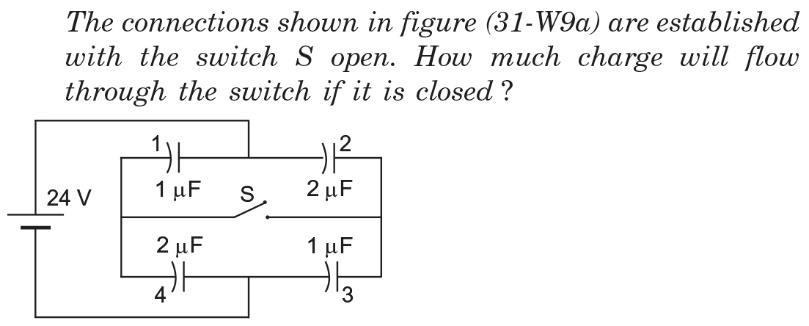 The connections shown in figure (31-W9a) are established
with the switch S open. How much charge will flow
through the switch if it is closed ?
1 2
1 μF 2 μF
24 V S
2 μF 1 μF
4 3